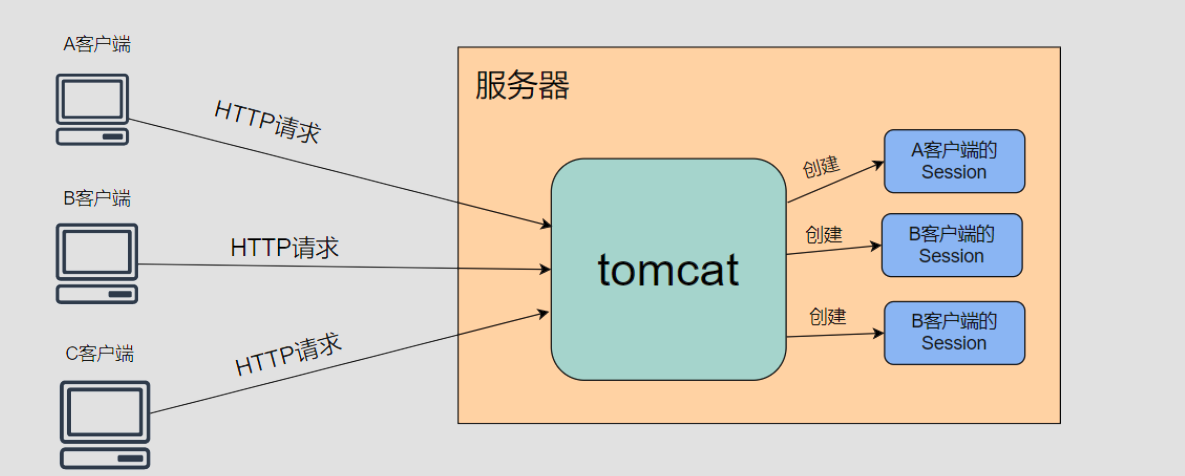 A客户端
HTTP请求
B客户端
HTTP请求
C客户端
HTTP请求
服务器
tomcat
创建
A客户端的
Session
创建
B客户端的
Session
创建
B客户端的
Session